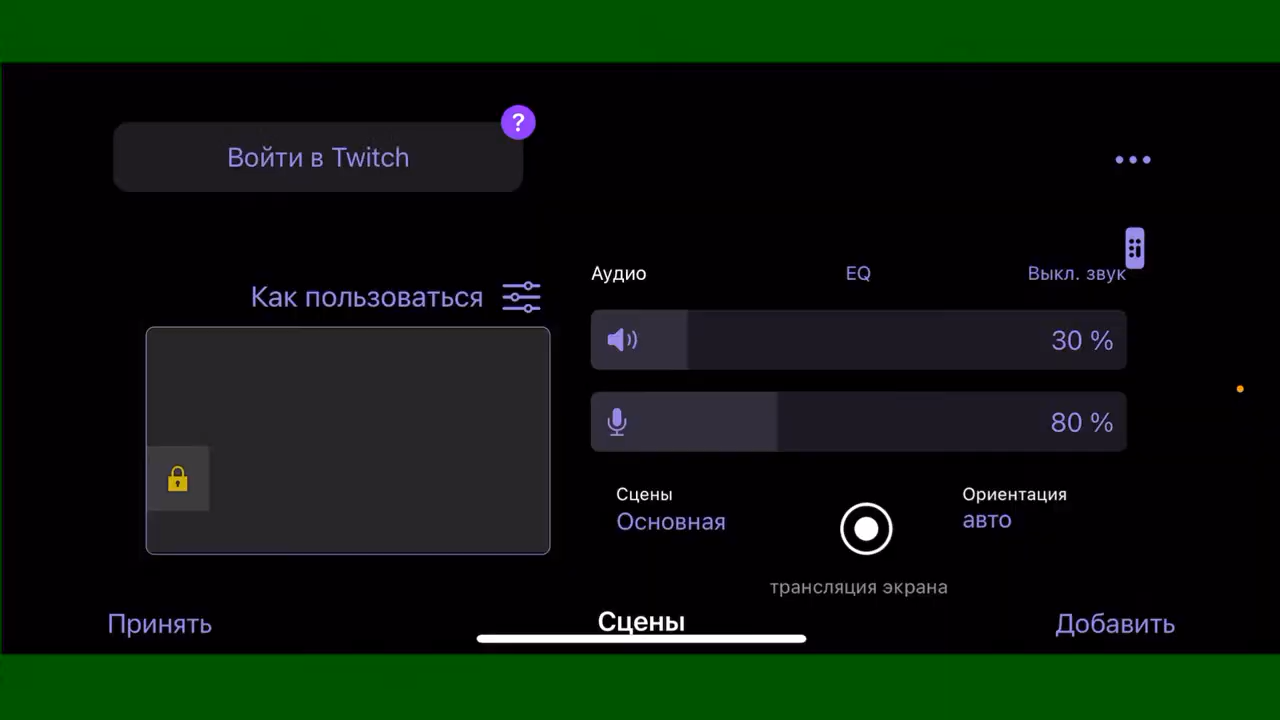 ?
Войти в Twitch
Как пользоваться
Аудио
EQ
Выкл. звук
30 %
80 %
Сцены
Основная
Ориентация
авто
трансляция экрана
Принять
Сцены
Добавить